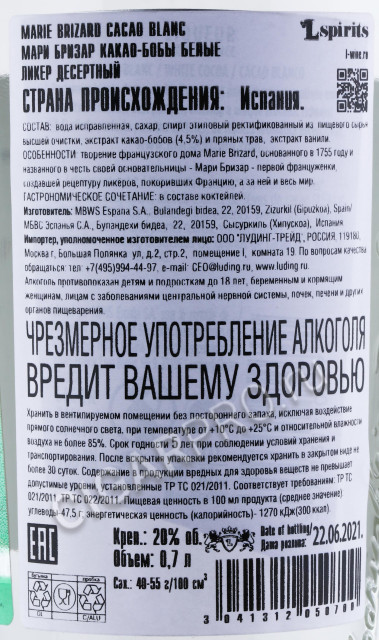 MARIE BRIZARD CACAO BLANC
Lspirits
МАРИ БРИЗАР КАКАО-БОБЫ БЕЛЫЕ
l-wine.ru
ЛИКЕР ДЕСЕРТНЫЙ
СТРАНА ПРОИСХОЖДЕНИЯ: Испания.
СОСТАВ: вода исправленная, сахар, спирт этиловый ректификованный из пищевого сырья
высшей очистки, экстракт какао-бобов (4,5%) и пряных трав, экстракт ванили.
ОСОБЕННОСТИ: творение французского дома Marie Brizard, основанного в 1755 году и
названного в честь своей основательницы - Мари Бризар - первой француженки,
создавшей рецептуру ликеров, покоривших Францию, а за ней и весь мир.
ГАСТРОНОМИЧЕСКОЕ СОЧЕТАНИЕ: в составе коктейлей.
Изготовитель: MBWS Espana S.A., Bulandegi bidea, 22, 20159, Zizurkil (Gipuzkoa), Spain/
МБВС Эспанья С.А., Буландехи бидеа, 22, 20159, Сысуркиль (Хипускоа), Испания.
Импортер, уполномоченное изготовителем лицо: ООО "ЛУДИНГ-ТРЕЙД", РОССИЯ, 119180,
Москва г, Большая Полянка ул, д.2, стр.2, помещение I, комната 19. По вопросам качества
обращаться: тел. +7(495)994-44-97, e-mail: CEO@luding.ru, www.luding.ru.
Алкоголь противопоказан детям и подросткам до 18 лет, беременным и кормящим
женщинам, лицам с заболеваниями центральной нервной системы, почек, печени и других
органов пищеварения.
ЧРЕЗМЕРНОЕ УПОТРЕБЛЕНИЕ АЛКОГОЛЯ
ВРЕДИТ ВАШЕМУ ЗДОРОВЬЮ
Хранить в вентилируемом помещении без постороннего запаха, исключая воздействие
прямого солнечного света, при температуре от +10°C до +25°C и относительной влажности
воздуха не более 85%. Срок годности 5 лет при соблюдении условий хранения и
транспортирования. После вскрытия упаковки рекомендуется хранить в закрытом виде не
более 30 суток. Содержание в продукции вредных для здоровья веществ не превышает
допустимые уровни, установленные ТР ТС 021/2011. Соответствует требованиям: ТР ТС
021/2011 ТР ТС 022/2011. Пищевая ценность в 100 мл продукта (среднее значение)
углеводы- 47,5 г; энергетическая ценность (калорийность)- 1270 кДж(300 ккал).
EAC
Креп.: 20% об.
Объем: 0,7 л
Date of bottling/
Дата розлива:
22.06.2021.
Сах.: 40-55 г/100 см³
Бутылка
пробка
GL
C/ALU
3 041312 050700